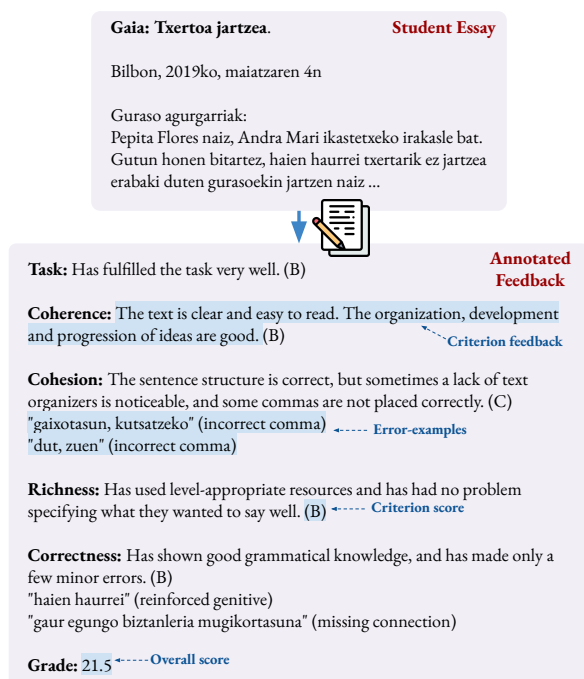 Gaia: Txertoa jartzea.
Student Essay
Bilbon, 2019ko, maiatzaren 4n
Guraso agurgarriak:
Pepita Flores naiz, Andra Mari ikastetxeko irakasle bat.
Gutun honen bitartez, haien haurrei txertarik ez jartzea
erabaki duten gurasoekin jartzen naiz ...
Annotated
Feedback
Task: Has fulfilled the task very well. (B)
Coherence: The text is clear and easy to read. The organization, development
and progression of ideas are good. (B)
Criterion feedback
Cohesion: The sentence structure is correct, but sometimes a lack of text
organizers is noticeable, and some commas are not placed correctly. (C)
"gaixotasun, kutsatzeko" (incorrect comma)
Error-examples
"dut, zuen" (incorrect comma)
Richness: Has used level-appropriate resources and has had no problem
specifying what they wanted to say well. (B)
Criterion score
Correctness: Has shown good grammatical knowledge, and has made only a
few minor errors. (B)
"haien haurrei" (reinforced genitive)
"gaur egungo biztanleria mugikortasuna" (missing connection)
Grade: 21.5
Overall score